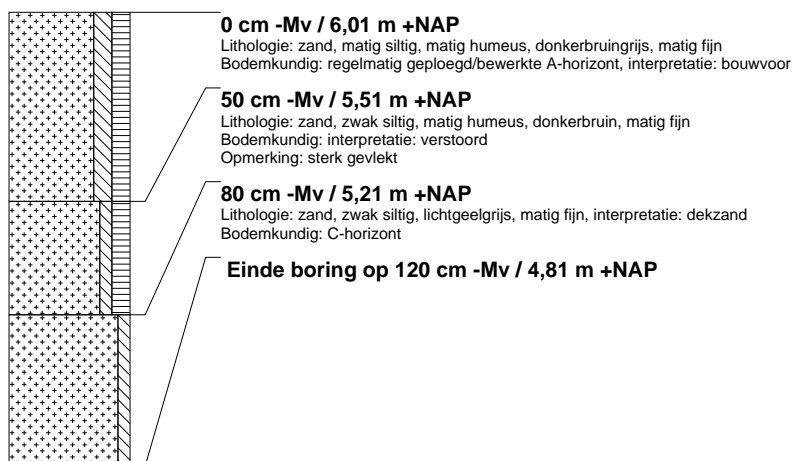 0 cm -Mv / 6,01 m +NAP
Lithologie: zand, matig siltig, matig humeus, donkerbruingrijs, matig fijn
Bodemkundig: regelmatig geploegd/bewerkte A-horizont, interpretatie: bouwvoor
50 cm -Mv / 5,51 m +NAP
Lithologie: zand, zwak siltig, matig humeus, donkerbruin, matig fijn
Bodemkundig: interpretatie: verstoord
Opmerking: sterk gevlekt
80 cm -Mv / 5,21 m +NAP
Lithologie: zand, zwak siltig, lichtgeelgrijs, matig fijn, interpretatie: dekzand
Bodemkundig: C-horizont
Einde boring op 120 cm -Mv / 4,81 m +NAP